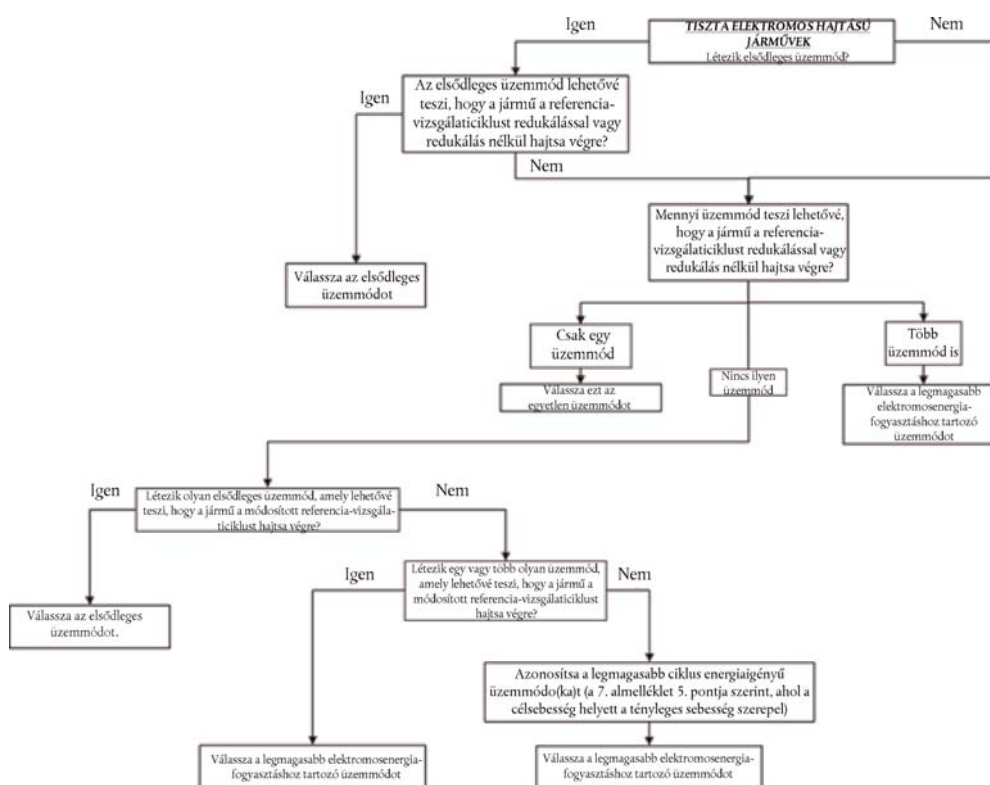 Igen
TISZTA ELEKTROMOS HAJTÁSÚ
JÁRMŰVEK
Létezik elsődleges üzemmód?
Nem
Igen
Az elsődleges üzemmód lehetővé
teszi, hogy a jármű a referencia-
vizsgálaticiklust redukálással vagy
redukálás nélkül hajtsa végre?
Nem
Mennyi üzemmód teszi lehetővé,
hogy a jármű a referencia-
vizsgálaticiklust redukálással vagy
redukálás nélkül hajtsa végre?
Válassza az elsődleges
üzemmódot
Csak egy
üzemmód
Több
üzemmód is
Nincs ilyen
üzemmód
Válassza ezt az
egyetlen üzemmódot
Válassza a legmagasabb
elektromosenergia-
fogyasztáshoz tartozó
üzemmódot
Igen
Létezik olyan elsődleges üzemmód, amely lehetővé
teszi, hogy a jármű a módosított referencia-vizsgála-
ticiklust hajtsa végre?
Nem
Igen
Létezik egy vagy több olyan üzemmód,
amely lehetővé teszi, hogy a jármű a
módosított referencia-vizsgálaticiklust
hajtsa végre?
Nem
Válassza az elsődleges
üzemmódot.
Azonosítsa a legmagasabb ciklus energiaigényű
üzemmódo(ka)t (a 7. almelléklet 5. pontja szerint, ahol a
célsebesség helyett a tényleges sebesség szerepel)
Válassza a legmagasabb elektromosenergia-
fogyasztáshoz tartozó üzemmódot
Válassza a legmagasabb elektromosenergia-
fogyasztáshoz tartozó üzemmódot